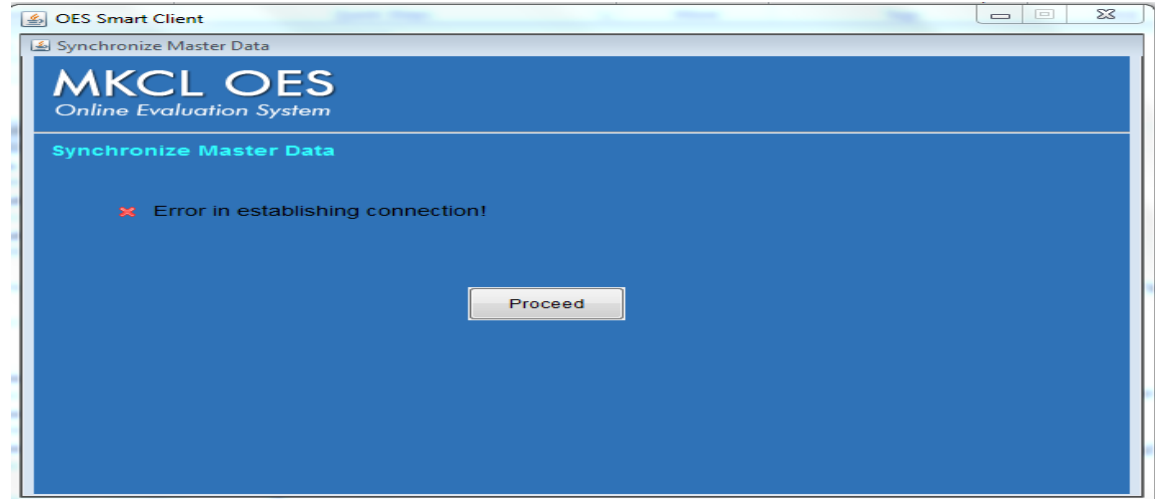 OES Smart Client
Synchronize Master Data
MKCL OES
Online Evaluation System
Synchronize Master Data
Error in establishing connection!
Proceed